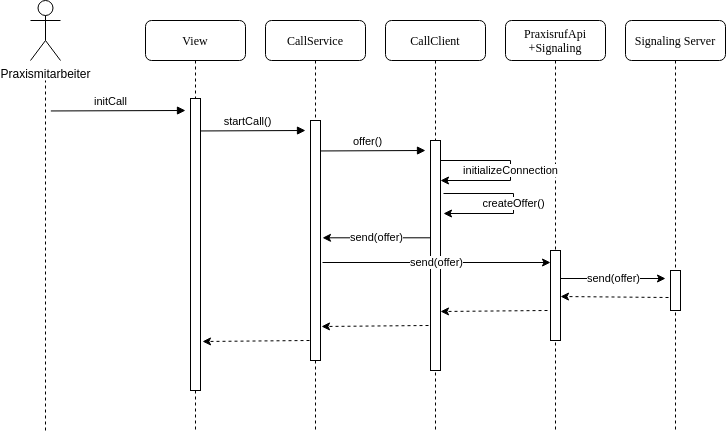 View
CallService
CallClient
PraxisrufApi
+Signaling
Signaling Server
Praxismitarbeiter
initCall
startCall()
offer()
initializeConnection
createOffer()
send(offer)
send(offer)
send(offer)